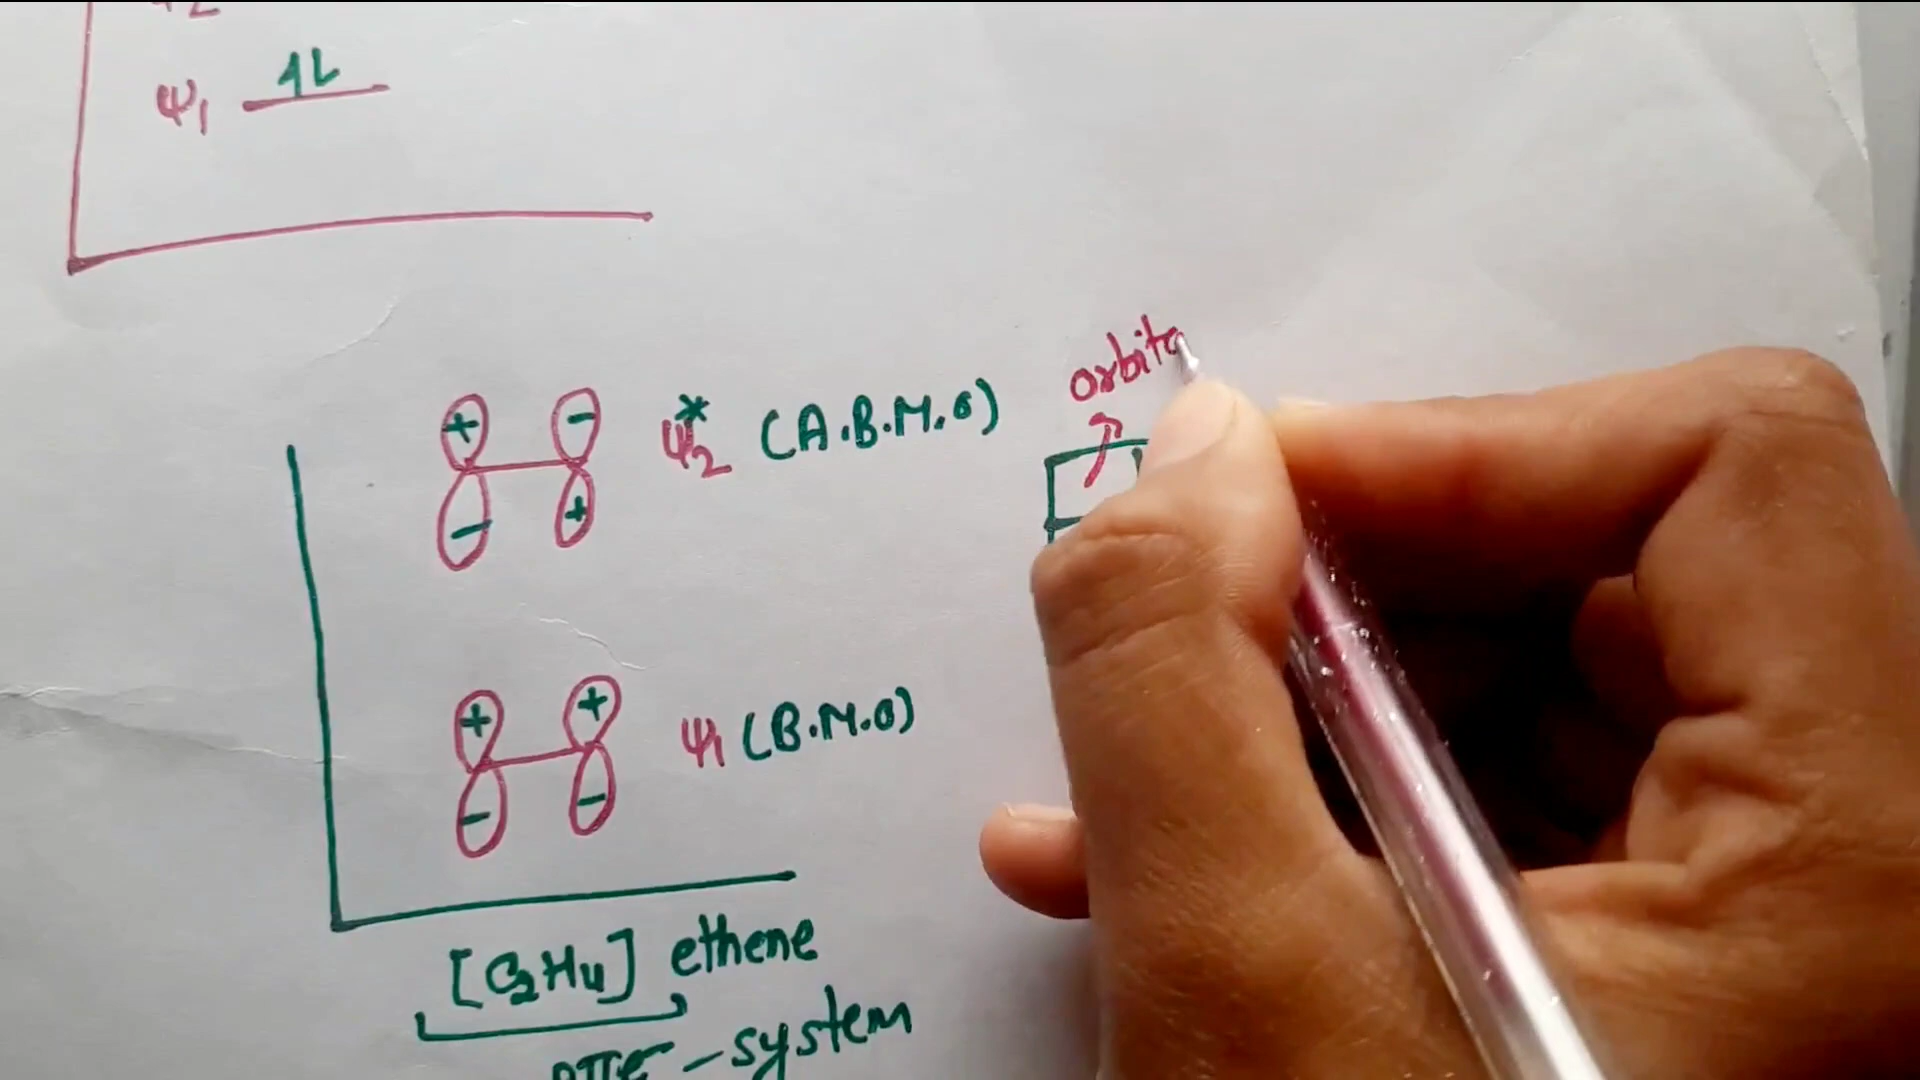 ψ₁ 1L
orbita
+ - ψ₂* (A.B.M.O)
- +
+ + ψ₁ (B.M.O)
- -
[C₂H₄] ethene
-system